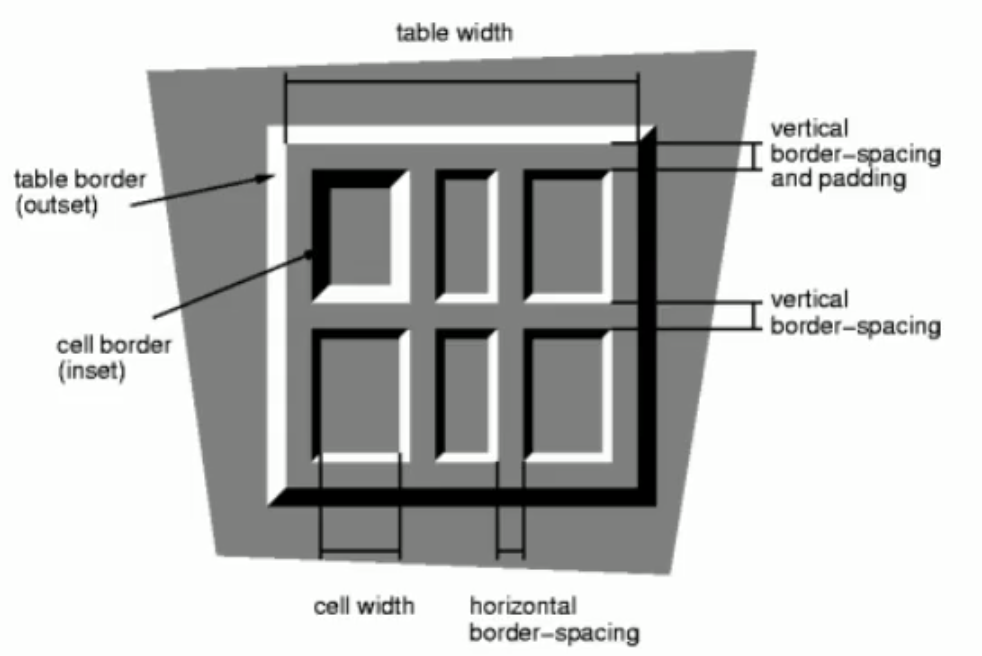 table width
vertical
border–spacing
and padding
table border
(outset)
vertical
border–spacing
cell border
(inset)
cell width
horizontal
border–spacing